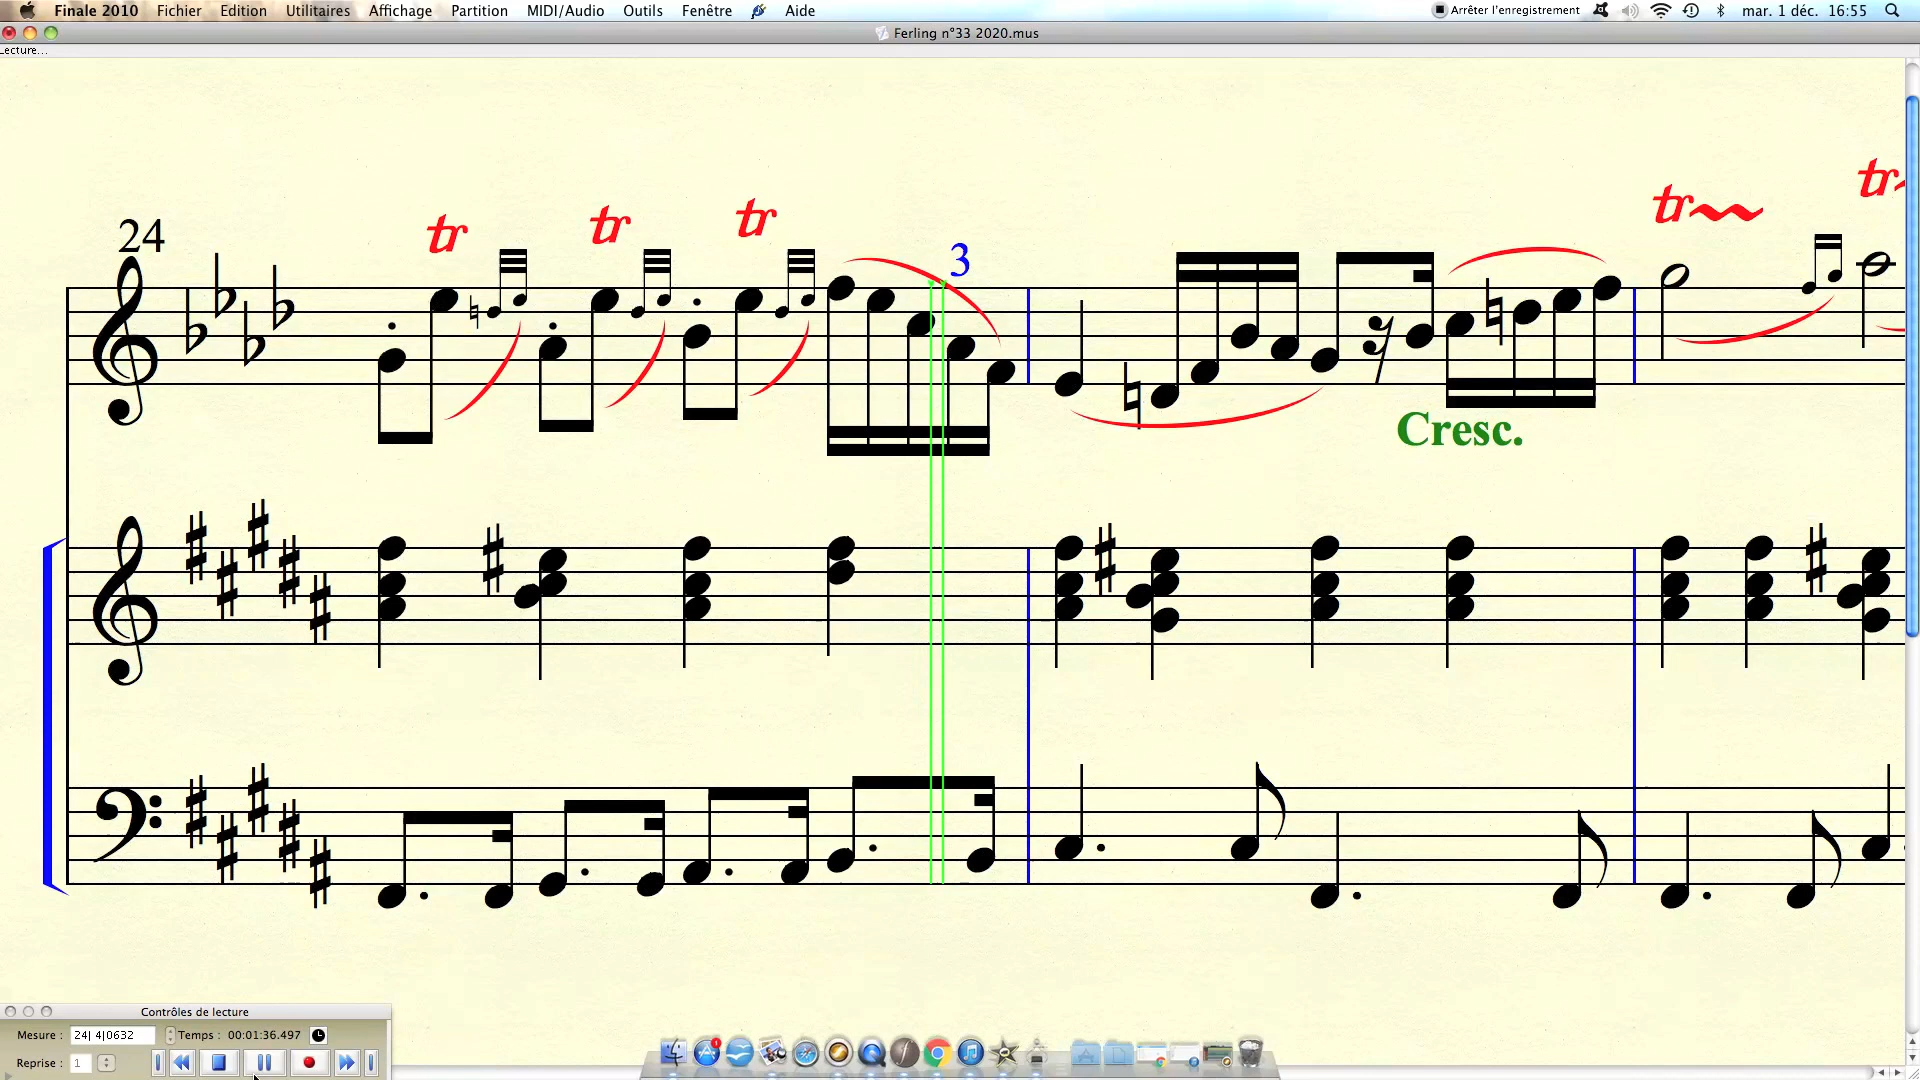 Finale 2010 Fichier Edition Utilitaires Affichage Partition MIDI/Audio Outils Fenêtre Aide Arrêter l'enregistrement mar. 1 déc. 16:55
Ferling n°33 2020.mus
Lecture...
24
tr tr tr tr tr
3
Cresc.
Contrôles de lecture
Mesure : 24| 4|0632 Temps : 00:01:36.497
Reprise : 1
1